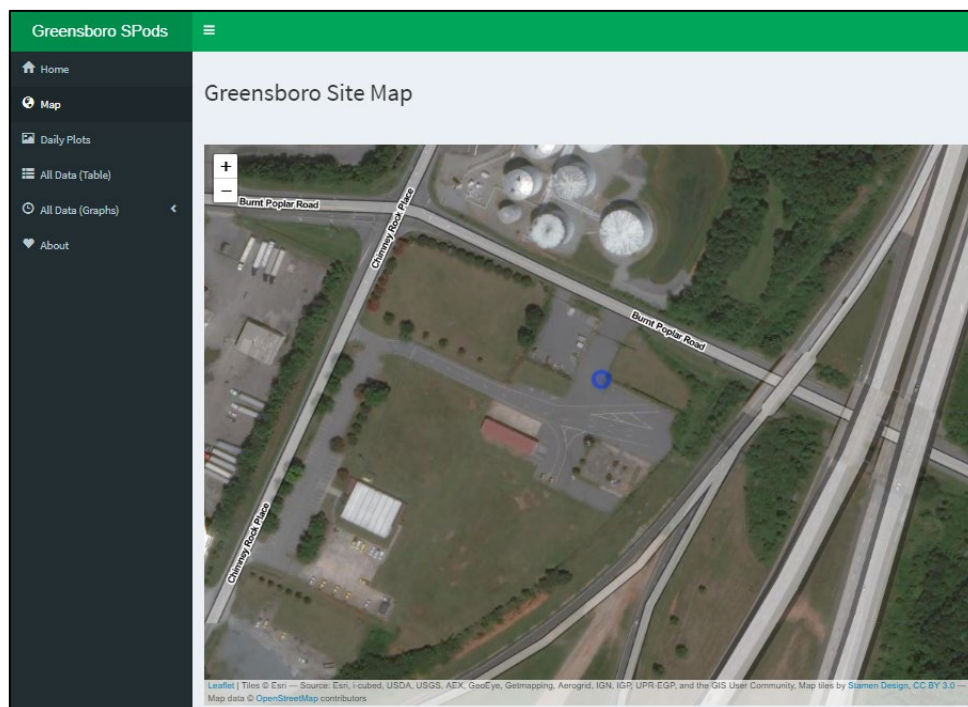 Greensboro SPods
Home
Map
Daily Plots
All Data (Table)
All Data (Graphs)
About
Greensboro Site Map
+
−
Burnt Poplar Road
Chimney Rock Place
Burnt Poplar Road
Chimney Rock Place
Leaflet | Tiles © Esri — Source: Esri, i-cubed, USDA, USGS, AEX, GeoEye, Getmapping, Aerogrid, IGN, IGP, UPR-EGP, and the GIS User Community, Map tiles by Stamen Design, CC BY 3.0 —
Map data © OpenStreetMap contributors